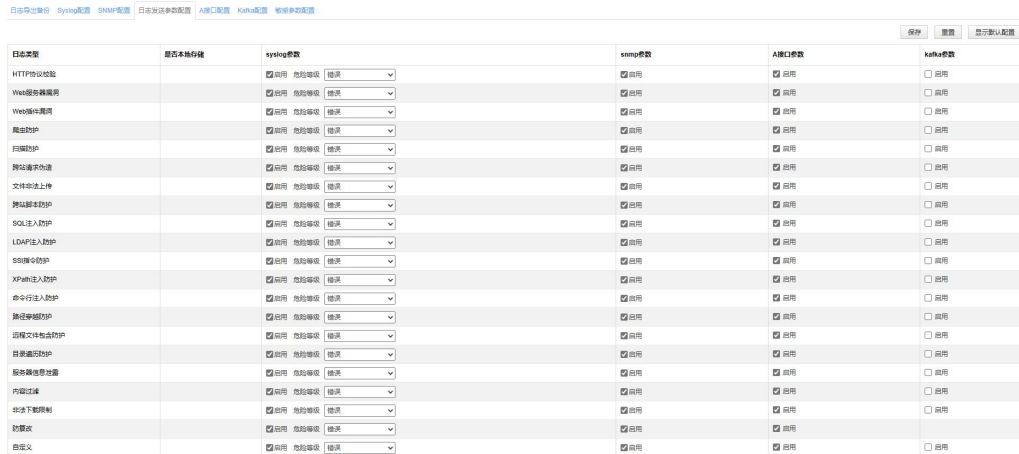 日志导出备份 Syslog配置 SNMP配置 日志发送参数配置 A接口配置 Kafka配置 敏感参数配置
保存 重置 显示默认配置
日志类型 是否本地存储 syslog参数 snmp参数 A接口参数 kafka参数
HTTP协议校验 启用 危险等级 错误 启用 启用 启用
Web服务器漏洞 启用 危险等级 错误 启用 启用 启用
Web插件漏洞 启用 危险等级 错误 启用 启用 启用
爬虫防护 启用 危险等级 错误 启用 启用 启用
扫描防护 启用 危险等级 错误 启用 启用 启用
跨站请求伪造 启用 危险等级 错误 启用 启用 启用
文件非法上传 启用 危险等级 错误 启用 启用 启用
跨站脚本防护 启用 危险等级 错误 启用 启用 启用
SQL注入防护 启用 危险等级 错误 启用 启用 启用
LDAP注入防护 启用 危险等级 错误 启用 启用 启用
SSI指令防护 启用 危险等级 错误 启用 启用 启用
XPath注入防护 启用 危险等级 错误 启用 启用 启用
命令行注入防护 启用 危险等级 错误 启用 启用 启用
路径穿越防护 启用 危险等级 错误 启用 启用 启用
远程文件包含防护 启用 危险等级 错误 启用 启用 启用
目录遍历防护 启用 危险等级 错误 启用 启用 启用
服务器信息泄露 启用 危险等级 错误 启用 启用 启用
内容过滤 启用 危险等级 错误 启用 启用 启用
非法下载限制 启用 危险等级 错误 启用 启用 启用
防篡改 启用 危险等级 错误 启用 启用
自定义 启用 危险等级 错误 启用 启用 启用